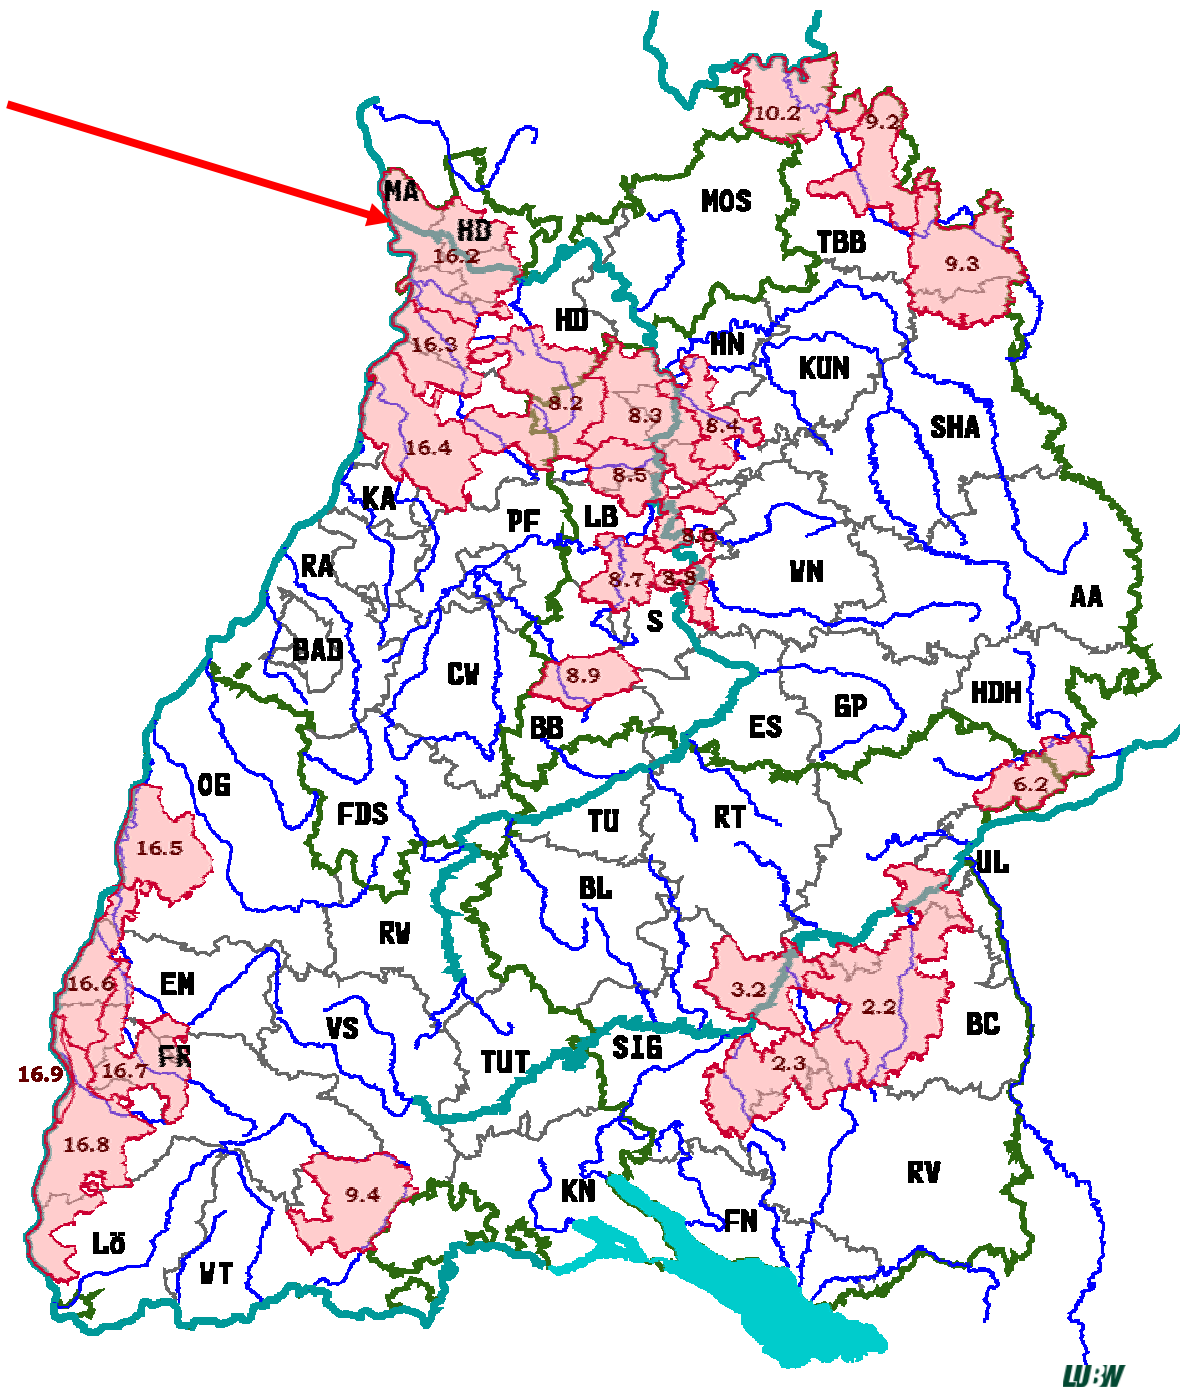 10.2
9.2
MA
MOS
HD
TBB
16.2
9.3
HD
16.3
HN
KÜN
8.2
8.3
8.4
SHA
16.4
8.5
KA
PF
LB
8.5
RA
8.7
8.8
WN
AA
S
BAD
CW
8.9
HDH
GP
BB
ES
OG
6.2
FDS
TU
RT
16.5
UL
BL
RW
16.6
EM
3.2
2.2
VS
BC
FR
SIG
TUT
2.3
16.9
16.7
16.8
RV
9.4
KN
FN
LÖ
WT
LUBW